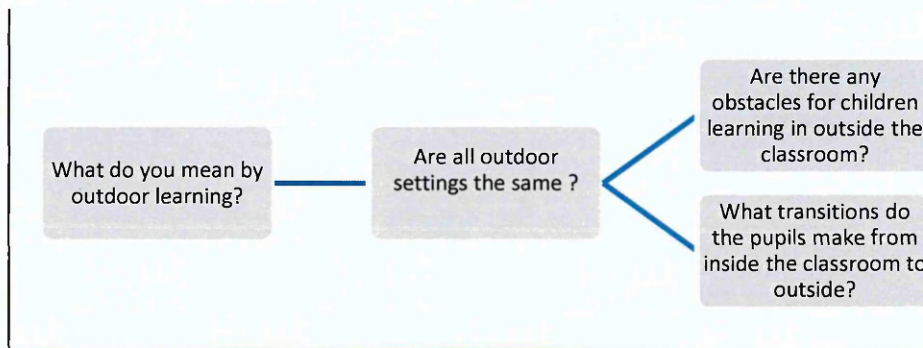 What do you mean by
outdoor learning?
Are all outdoor
settings the same ?
Are there any
obstacles for children
learning in outside the
classroom?
What transitions do
the pupils make from
inside the classroom to
outside?